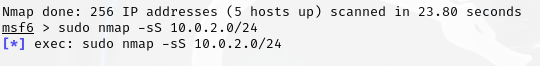 Nmap done: 256 IP addresses (5 hosts up) scanned in 23.80 seconds
msf6 > sudo nmap -sS 10.0.2.0/24
[*] exec: sudo nmap -sS 10.0.2.0/24